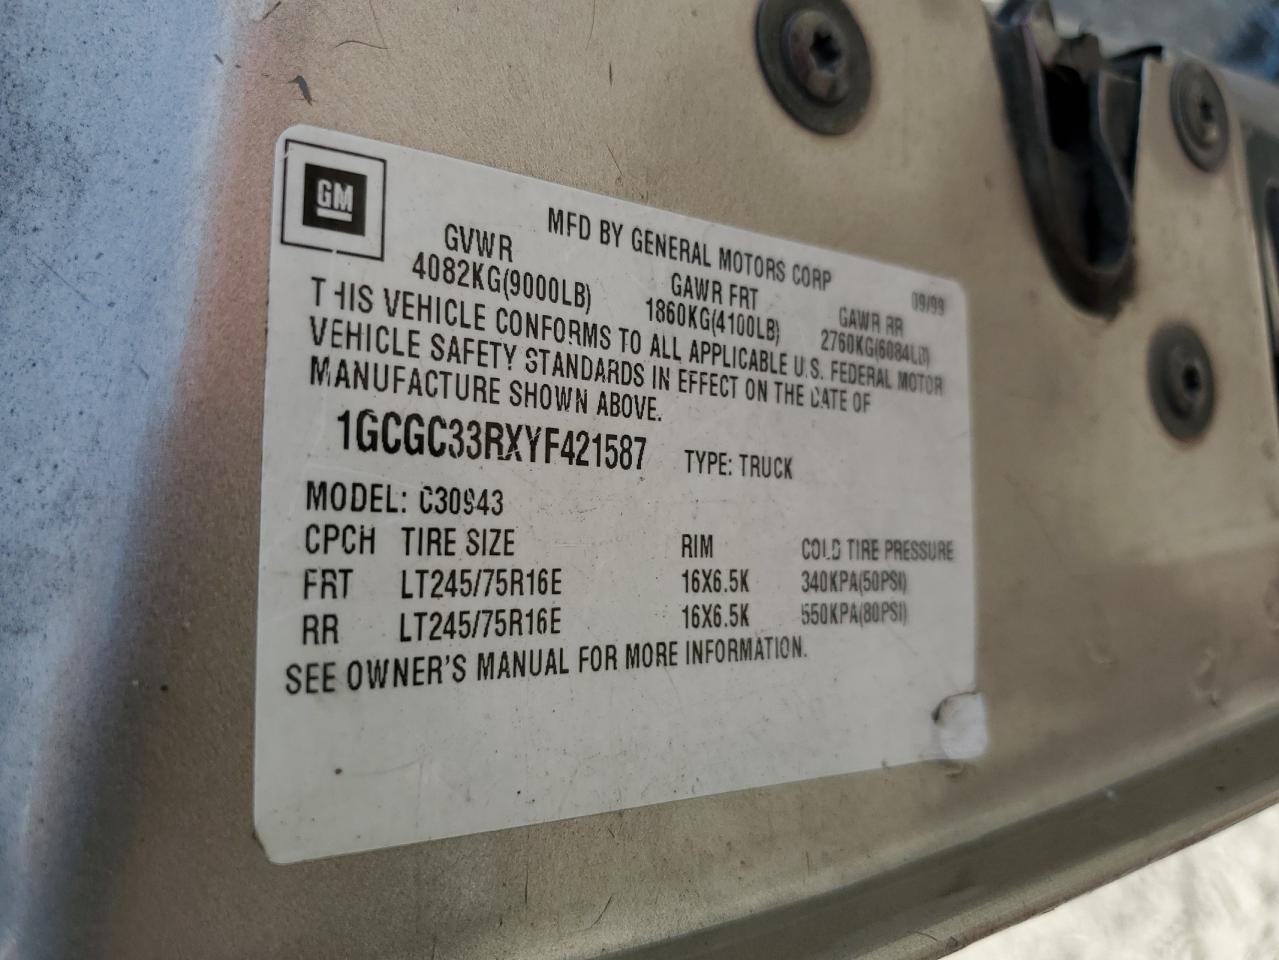 GM
MFD BY GENERAL MOTORS CORP 09/99
GVWR GAWR FRT GAWR RR
4082KG(9000LB) 1860KG(4100LB) 2760KG(6084LB)
THIS VEHICLE CONFORMS TO ALL APPLICABLE U.S. FEDERAL MOTOR
VEHICLE SAFETY STANDARDS IN EFFECT ON THE DATE OF
MANUFACTURE SHOWN ABOVE.
1GCGC33RXYF421587 TYPE: TRUCK
MODEL: C30943
CPCH TIRE SIZE RIM COLD TIRE PRESSURE
FRT LT245/75R16E 16X6.5K 340KPA(50PSI)
RR LT245/75R16E 16X6.5K 550KPA(80PSI)
SEE OWNER'S MANUAL FOR MORE INFORMATION.